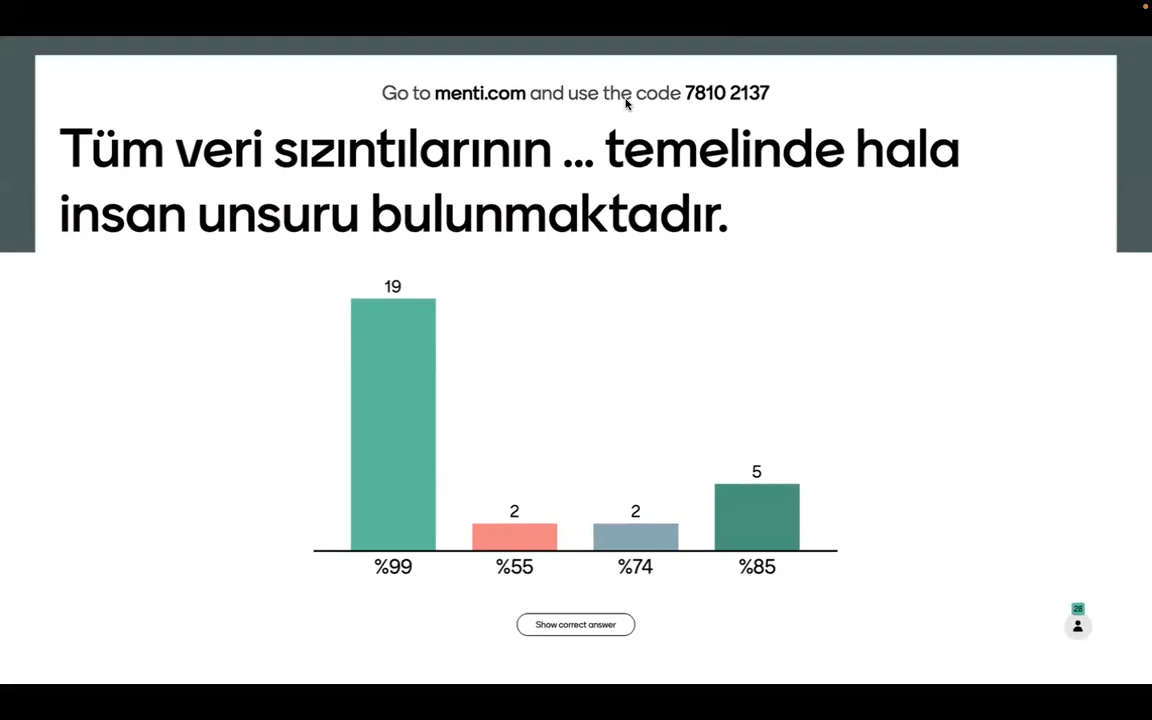 Go to menti.com and use the code 7810 2137
Tüm veri sızıntılarının ... temelinde hala
insan unsuru bulunmaktadır.
19
2
2
5
%99
%55
%74
%85
Show correct answer
28